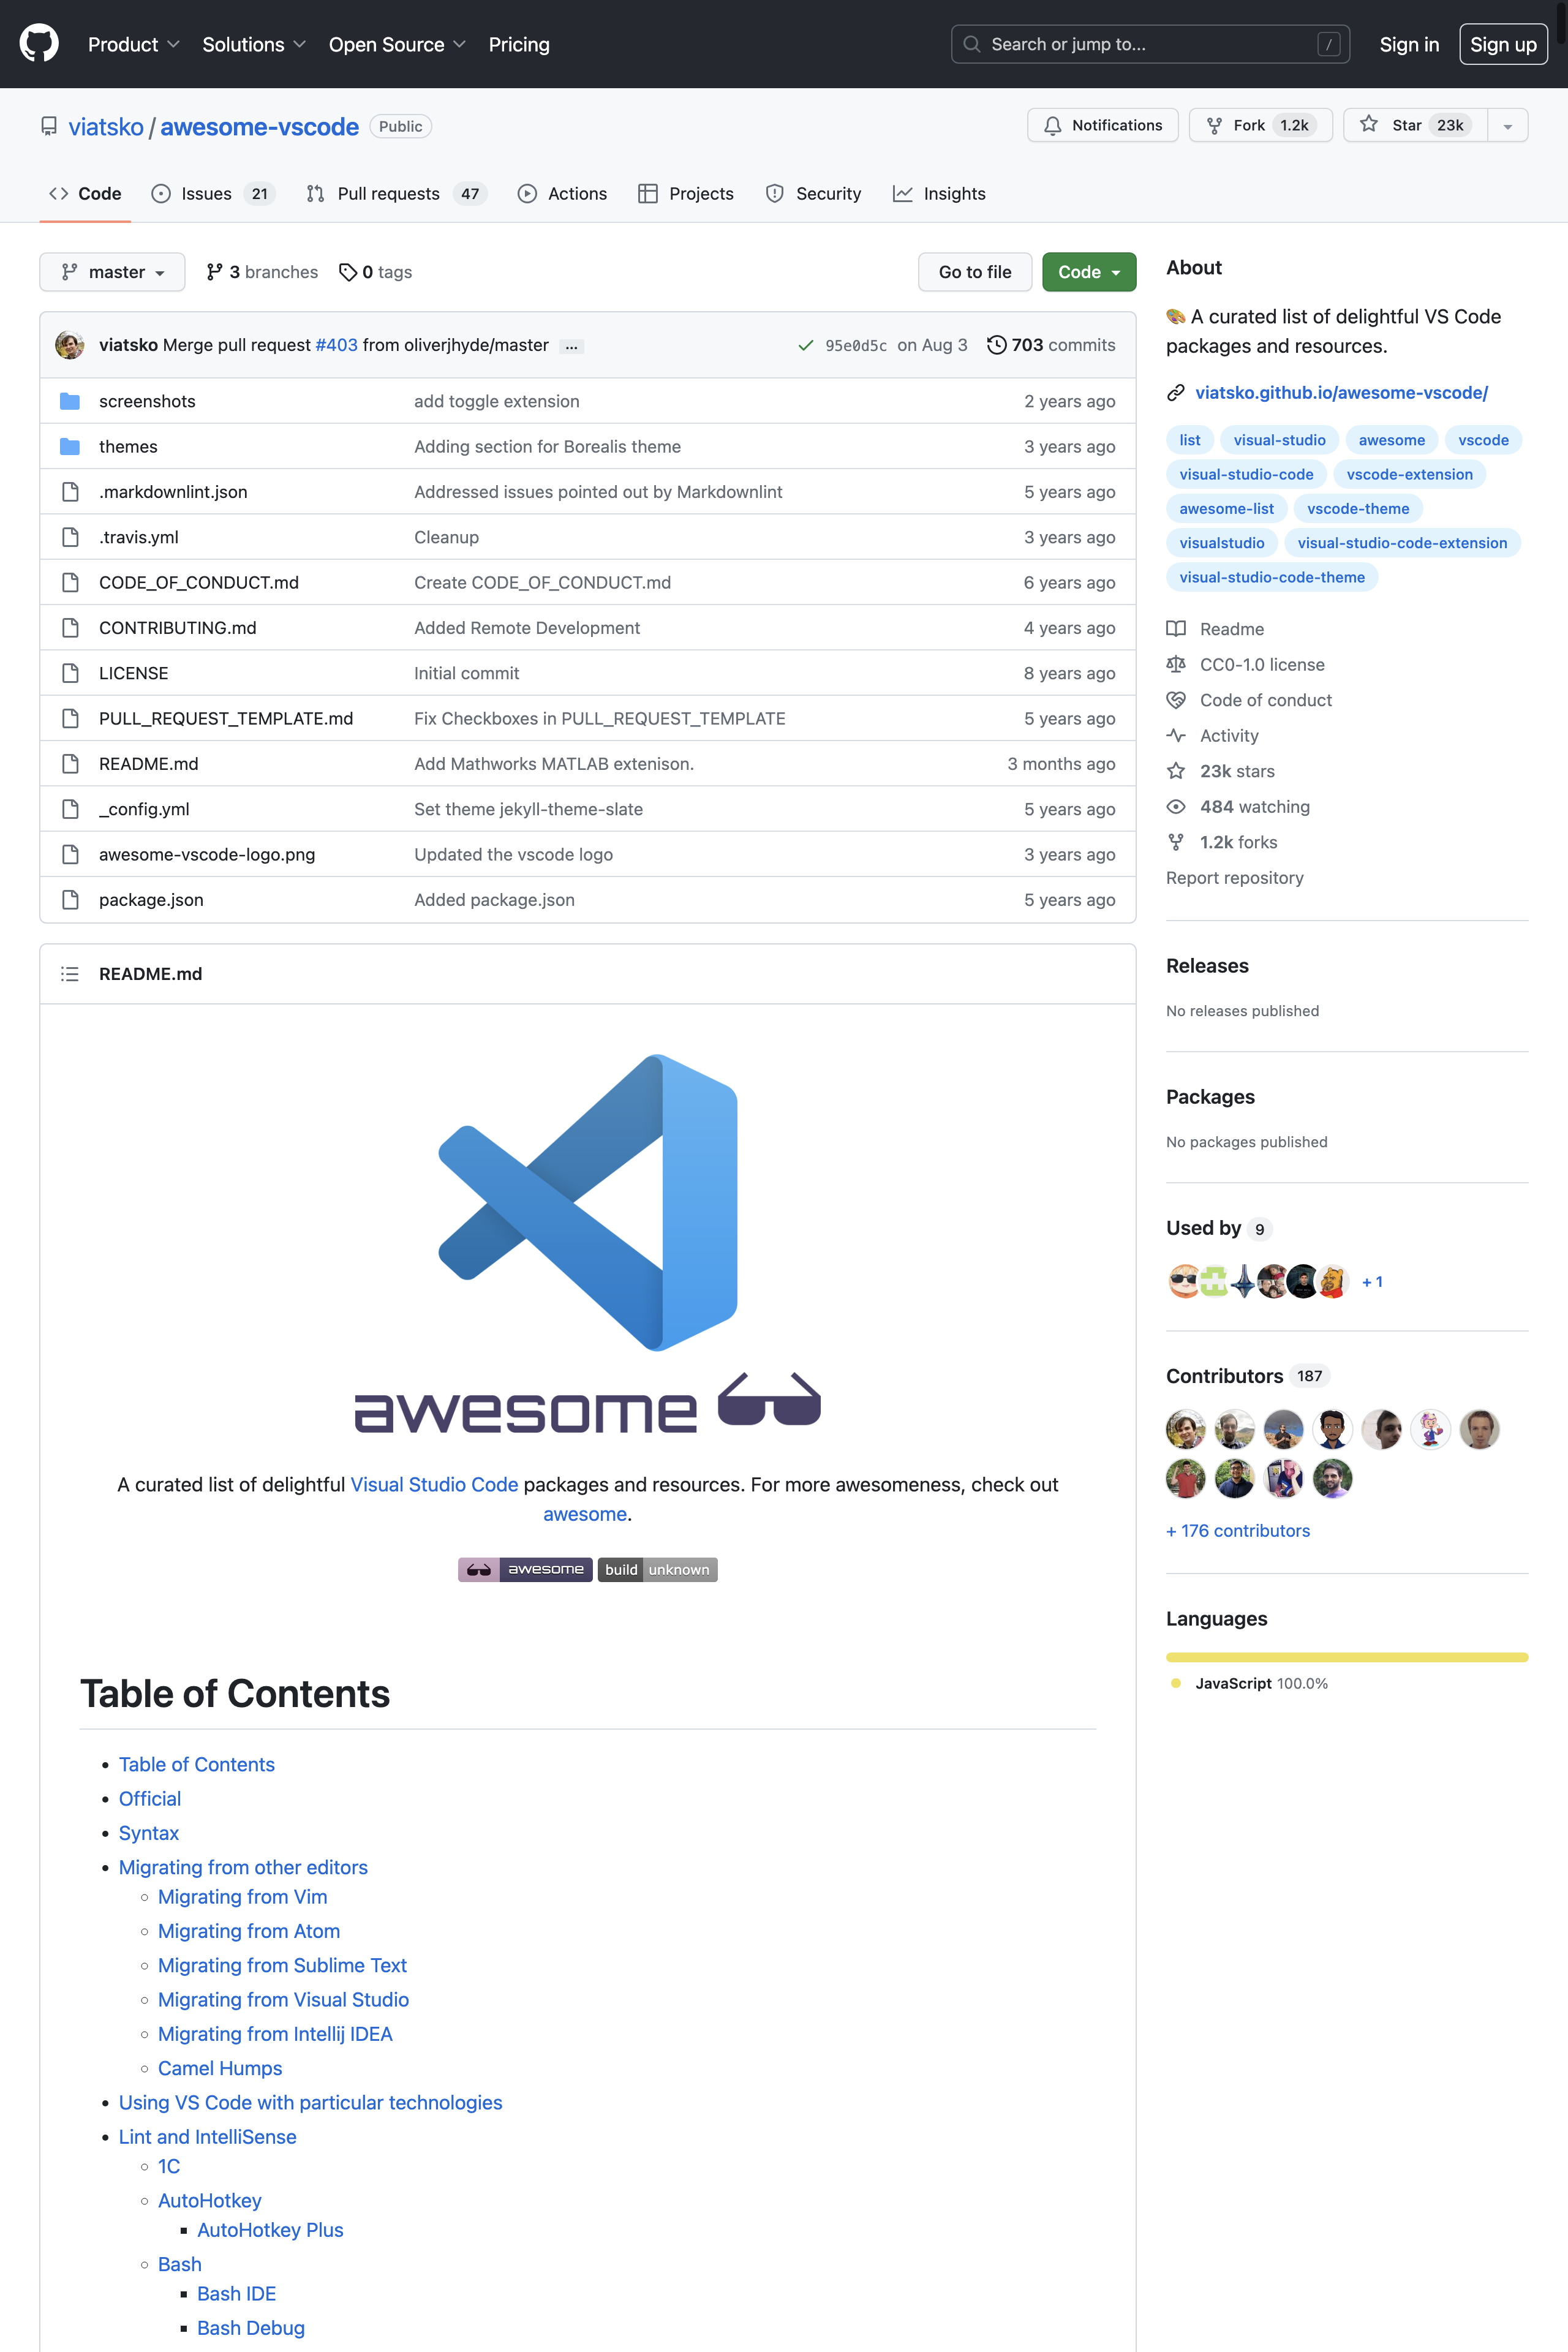 Product Solutions Open Source Pricing Search or jump to... / Sign in Sign up
viatsko / awesome-vscode Public Notifications Fork 1.2k Star 23k
Code Issues 21 Pull requests 47 Actions Projects Security Insights
master 3 branches 0 tags Go to file Code
viatsko Merge pull request #403 from oliverjhyde/master ... 95e0d5c on Aug 3 703 commits
screenshots add toggle extension 2 years ago
themes Adding section for Borealis theme 3 years ago
.markdownlint.json Addressed issues pointed out by Markdownlint 5 years ago
.travis.yml Cleanup 3 years ago
CODE_OF_CONDUCT.md Create CODE_OF_CONDUCT.md 6 years ago
CONTRIBUTING.md Added Remote Development 4 years ago
LICENSE Initial commit 8 years ago
PULL_REQUEST_TEMPLATE.md Fix Checkboxes in PULL_REQUEST_TEMPLATE 5 years ago
README.md Add Mathworks MATLAB extenison. 3 months ago
_config.yml Set theme jekyll-theme-slate 5 years ago
awesome-vscode-logo.png Updated the vscode logo 3 years ago
package.json Added package.json 5 years ago
README.md
awesome
A curated list of delightful Visual Studio Code packages and resources. For more awesomeness, check out
awesome.
awesome build unknown
Table of Contents
Table of Contents
Official
Syntax
Migrating from other editors
Migrating from Vim
Migrating from Atom
Migrating from Sublime Text
Migrating from Visual Studio
Migrating from Intellij IDEA
Camel Humps
Using VS Code with particular technologies
Lint and IntelliSense
1C
AutoHotkey
AutoHotkey Plus
Bash
Bash IDE
Bash Debug
About
🎨 A curated list of delightful VS Code
packages and resources.
viatsko.github.io/awesome-vscode/
list visual-studio awesome vscode
visual-studio-code vscode-extension
awesome-list vscode-theme
visualstudio visual-studio-code-extension
visual-studio-code-theme
Readme
CC0-1.0 license
Code of conduct
Activity
23k stars
484 watching
1.2k forks
Report repository
Releases
No releases published
Packages
No packages published
Used by 9
+ 1
Contributors 187
+ 176 contributors
Languages
JavaScript 100.0%